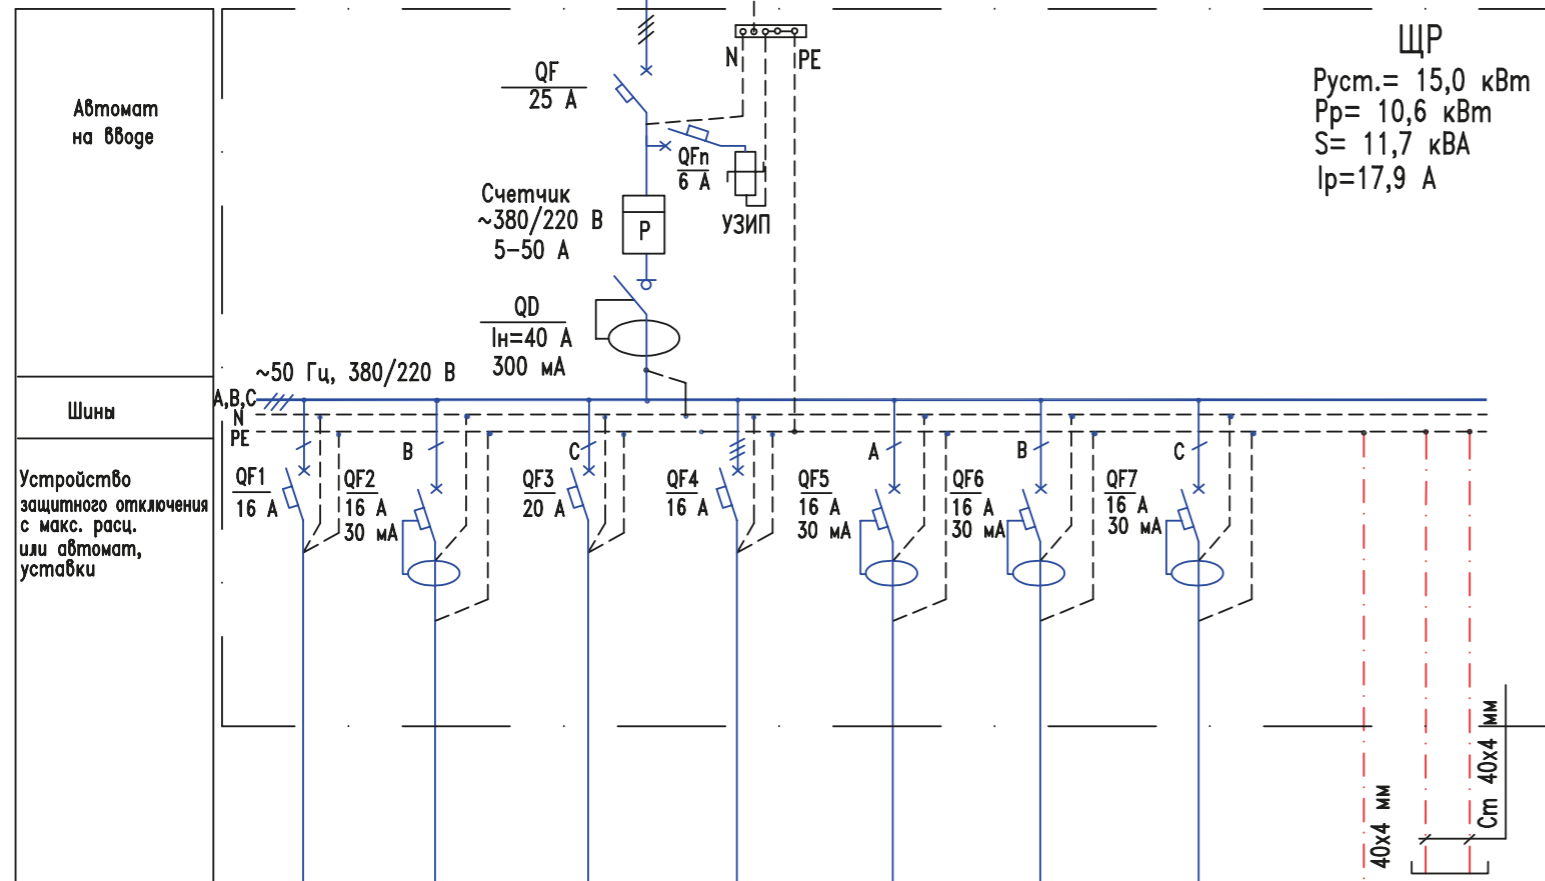 Автомат
на вводе
Шины
Устройство
защитного отключения
с макс. расц.
или автомат,
уставки
QF
25 А
N
PE
QFп
6 А
УЗИП
Счетчик
~380/220 В
5-50 А
P
QD
Iн=40 А
300 мА
ЩР
Руст.= 15,0 кВт
Рр= 10,6 кВт
S= 11,7 кВА
Iр=17,9 А
~50 Гц, 380/220 В
А,В,С
N
PE
QF1
16 А
В
QF2
16 А
30 мА
С
QF3
20 А
QF4
16 А
А
QF5
16 А
30 мА
В
QF6
16 А
30 мА
С
QF7
16 А
30 мА
40х4 мм
Ст 40х4 мм